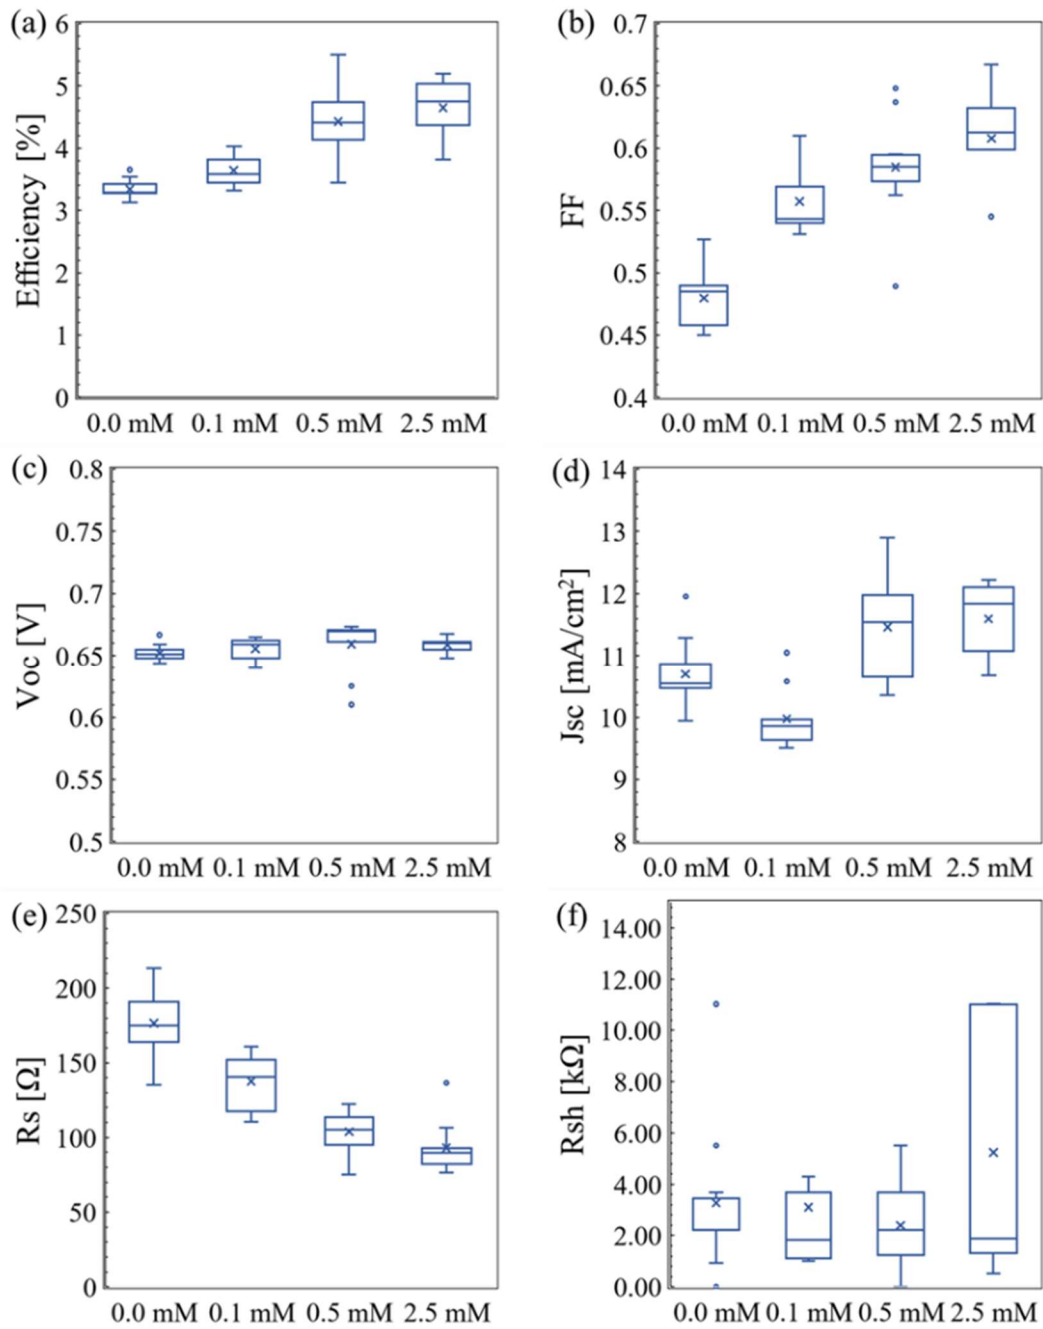 (a)
Efficiency [%]
6
5
4
3
2
1
0
0.0 mM 0.1 mM 0.5 mM 2.5 mM
(b)
FF
0.7
0.65
0.6
0.55
0.5
0.45
0.4
0.0 mM 0.1 mM 0.5 mM 2.5 mM
(c)
Voc [V]
0.8
0.75
0.7
0.65
0.6
0.55
0.5
0.0 mM 0.1 mM 0.5 mM 2.5 mM
(d)
Jsc [mA/cm²]
14
13
12
11
10
9
8
0.0 mM 0.1 mM 0.5 mM 2.5 mM
(e)
Rs [Ω]
250
200
150
100
50
0
0.0 mM 0.1 mM 0.5 mM 2.5 mM
(f)
Rsh [kΩ]
14.00
12.00
10.00
8.00
6.00
4.00
2.00
0.00
0.0 mM 0.1 mM 0.5 mM 2.5 mM